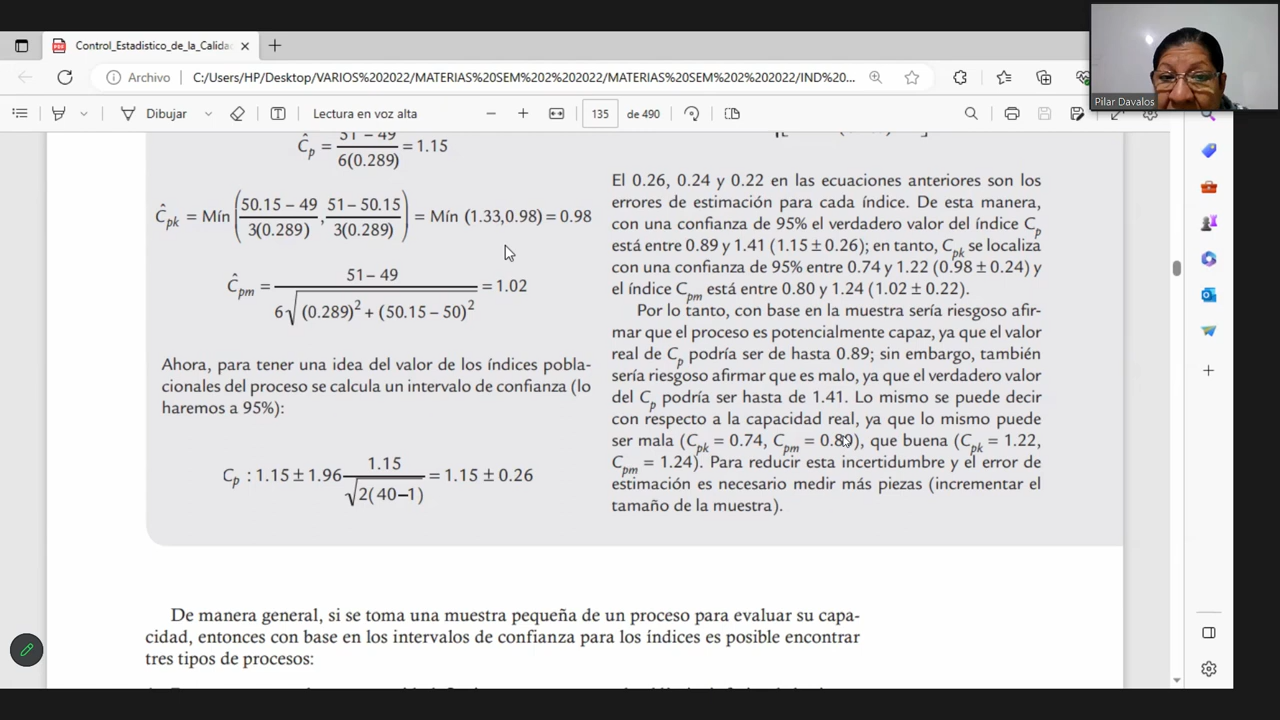 Control_Estadistico_de_la_Calida
Archivo
C:/Users/HP/Desktop/VARIOS%202022/MATERIAS%20SEM%202%202022/MATERIAS%20SEM%202%202022/IND%20...
Pilar Davalos
Dibujar
Lectura en voz alta
135
de 490
Ĉp = 51 – 49 / 6(0.289) = 1.15
Ĉpk = Mín (50.15 – 49 / 3(0.289), 51 – 50.15 / 3(0.289)) = Mín (1.33,0.98) = 0.98
Ĉpm = 51 – 49 / 6√(0.289)² + (50.15 – 50)² = 1.02
Ahora, para tener una idea del valor de los índices pobla-
cionales del proceso se calcula un intervalo de confianza (lo
haremos a 95%):
Cp : 1.15 ± 1.96 1.15 / √2(40–1) = 1.15 ± 0.26
El 0.26, 0.24 y 0.22 en las ecuaciones anteriores son los
errores de estimación para cada índice. De esta manera,
con una confianza de 95% el verdadero valor del índice Cp
está entre 0.89 y 1.41 (1.15 ± 0.26); en tanto, Cpk se localiza
con una confianza de 95% entre 0.74 y 1.22 (0.98 ± 0.24) y
el índice Cpm está entre 0.80 y 1.24 (1.02 ± 0.22).
Por lo tanto, con base en la muestra sería riesgoso afir-
mar que el proceso es potencialmente capaz, ya que el valor
real de Cp podría ser de hasta 0.89; sin embargo, también
sería riesgoso afirmar que es malo, ya que el verdadero valor
del Cp podría ser hasta de 1.41. Lo mismo se puede decir
con respecto a la capacidad real, ya que lo mismo puede
ser mala (Cpk = 0.74, Cpm = 0.80), que buena (Cpk = 1.22,
Cpm = 1.24). Para reducir esta incertidumbre y el error de
estimación es necesario medir más piezas (incrementar el
tamaño de la muestra).
De manera general, si se toma una muestra pequeña de un proceso para evaluar su capa-
cidad, entonces con base en los intervalos de confianza para los índices es posible encontrar
tres tipos de procesos: